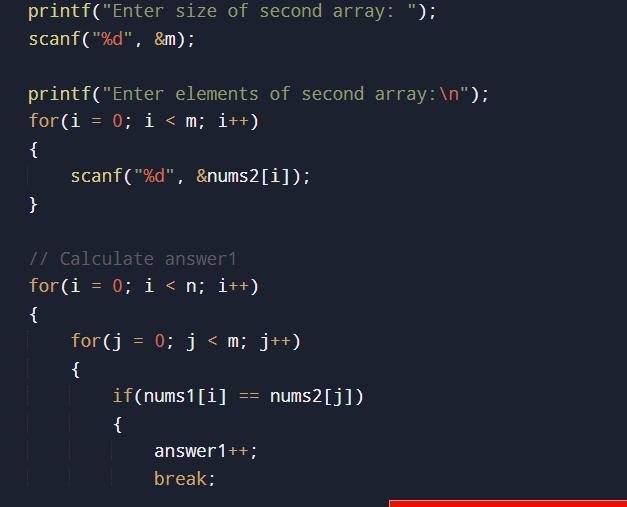 printf("Enter size of second array: ");
scanf("%d", &m);
printf("Enter elements of second array:\n");
for(i = 0; i < m; i++)
{
scanf("%d", &nums2[i]);
}
// Calculate answer1
for(i = 0; i < n; i++)
{
for(j = 0; j < m; j++)
{
if(nums1[i] == nums2[j])
{
answer1++;
break;